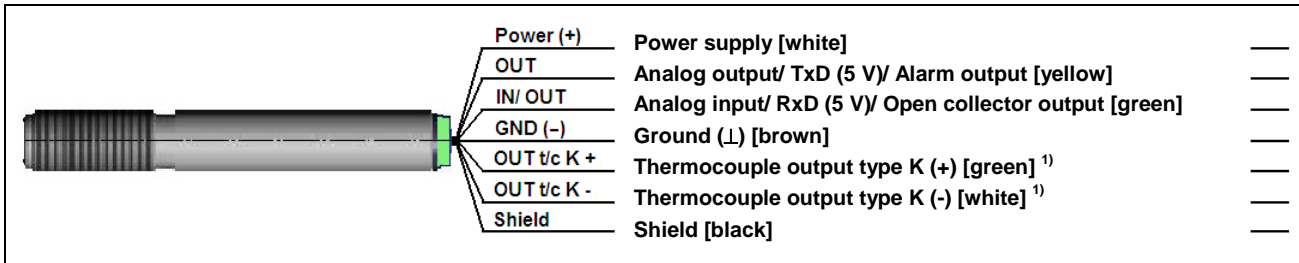 Power (+) Power supply [white]
OUT Analog output/ TxD (5 V)/ Alarm output [yellow]
IN/ OUT Analog input/ RxD (5 V)/ Open collector output [green]
GND (–) Ground (⊥) [brown]
OUT t/c K + Thermocouple output type K (+) [green] 1)
OUT t/c K - Thermocouple output type K (-) [white] 1)
Shield Shield [black]